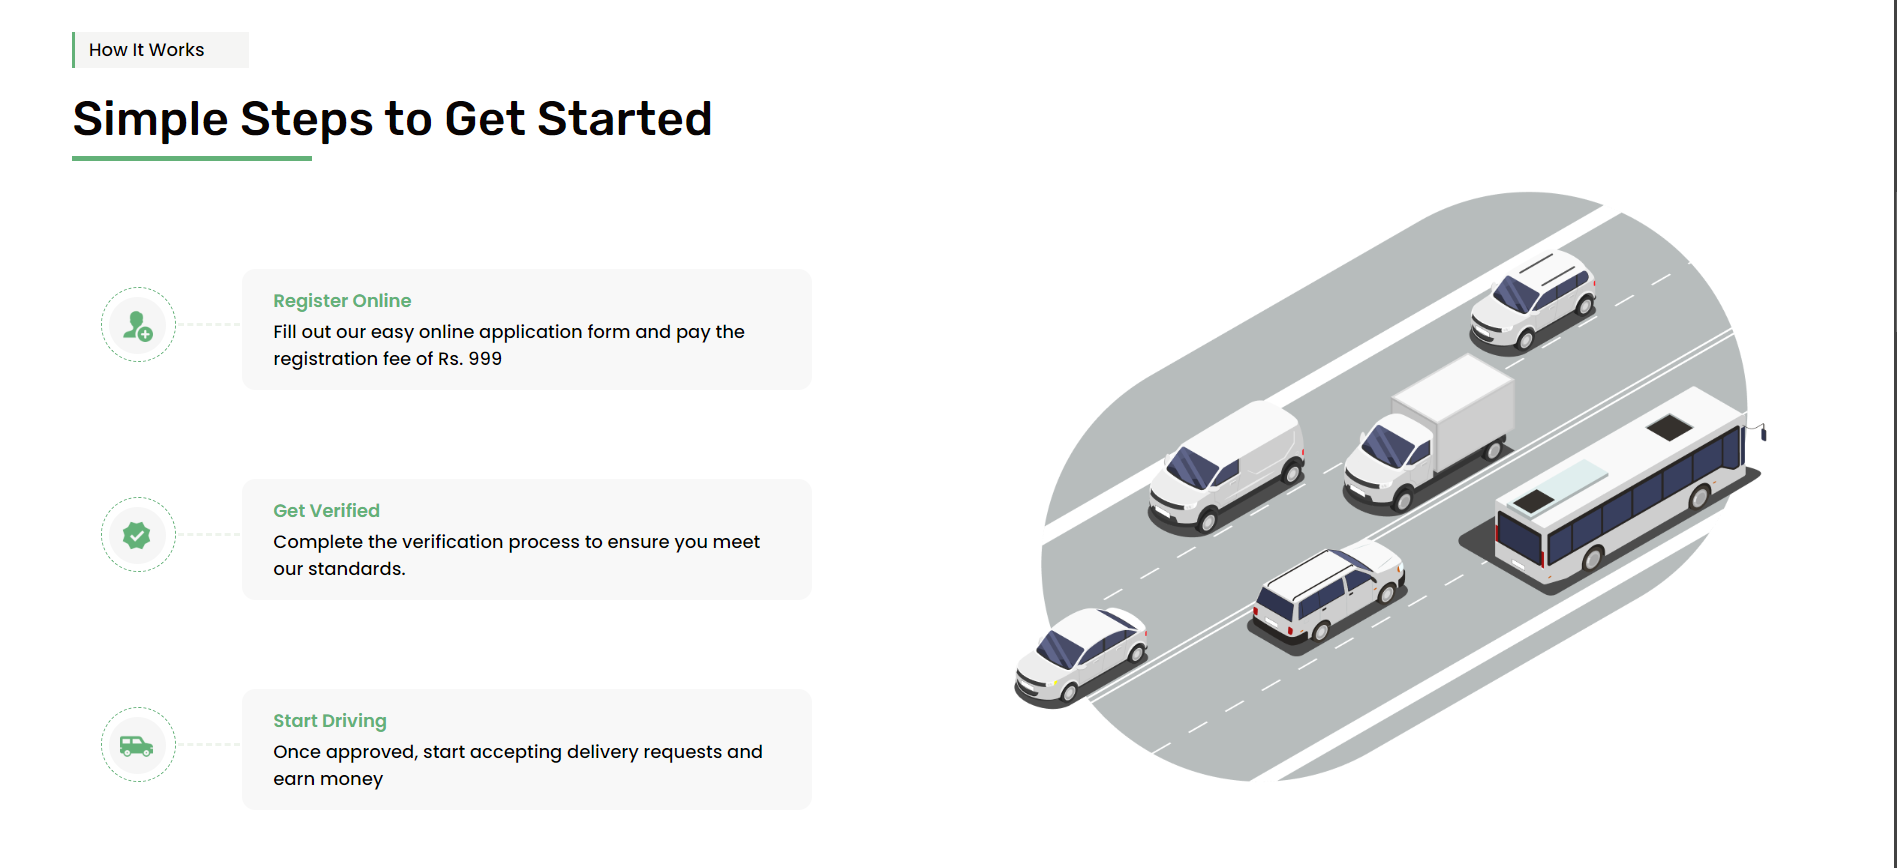 How It Works
Simple Steps to Get Started
Register Online
Fill out our easy online application form and pay the
registration fee of Rs. 999
Get Verified
Complete the verification process to ensure you meet
our standards.
Start Driving
Once approved, start accepting delivery requests and
earn money